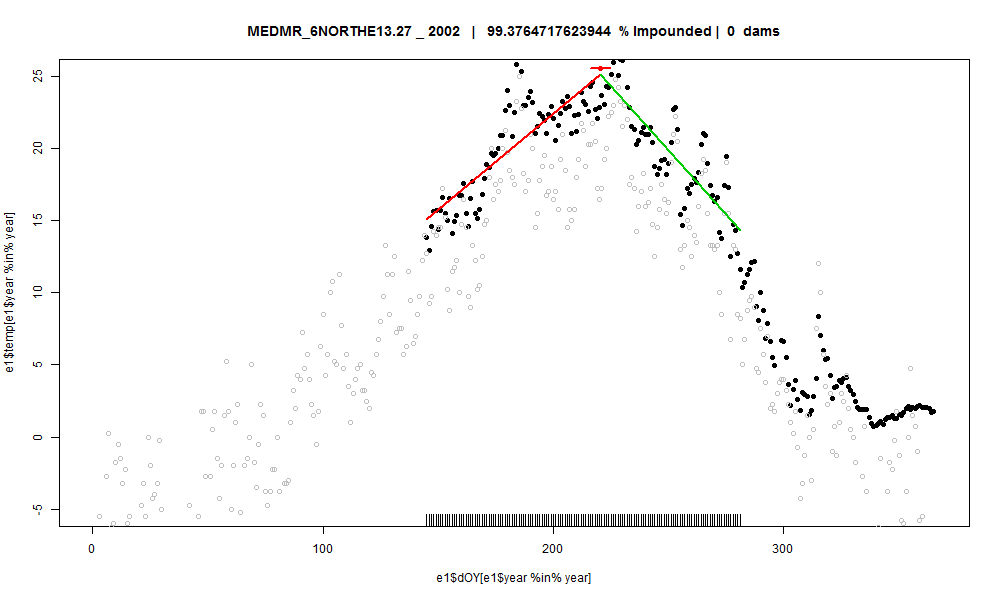 MEDMR_6NORTHE13.27 _ 2002 | 99.3764717623944 % Impounded | 0 dams
e1$temp[e1$year %in% year]
25
20
15
10
5
0
-5
0 100 200 300
e1$dOY[e1$year %in% year]